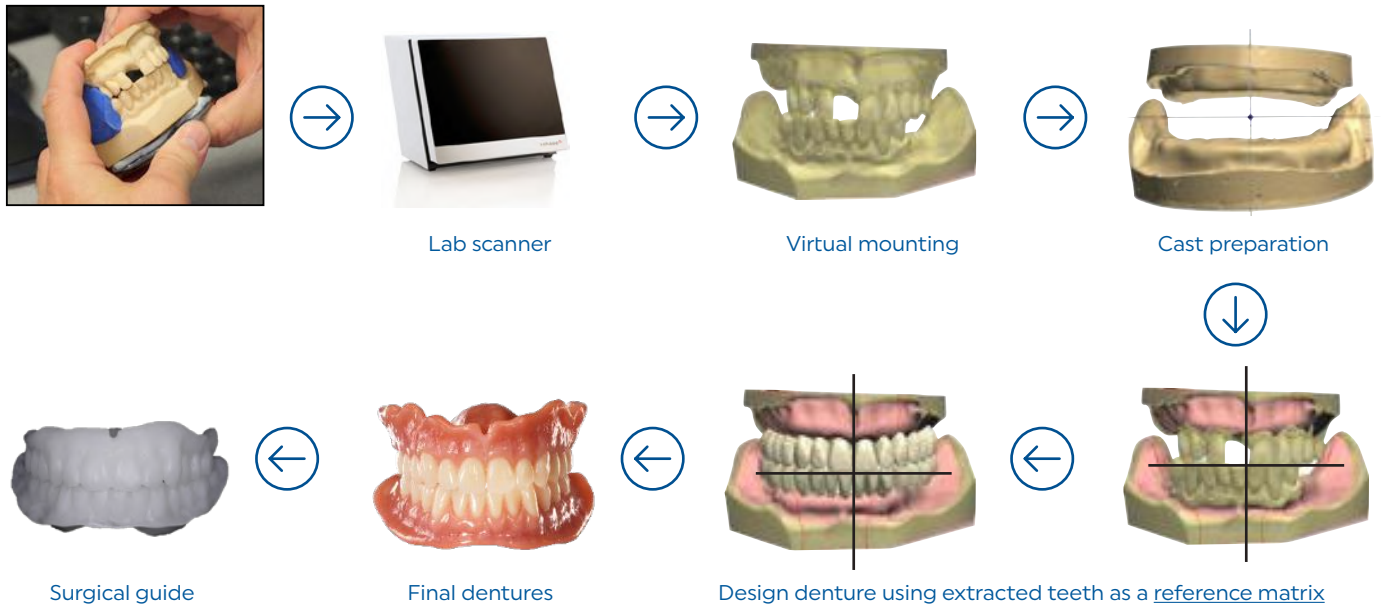 Lab scanner
Virtual mounting
Cast preparation
Surgical guide
Final dentures
Design denture using extracted teeth as a reference matrix